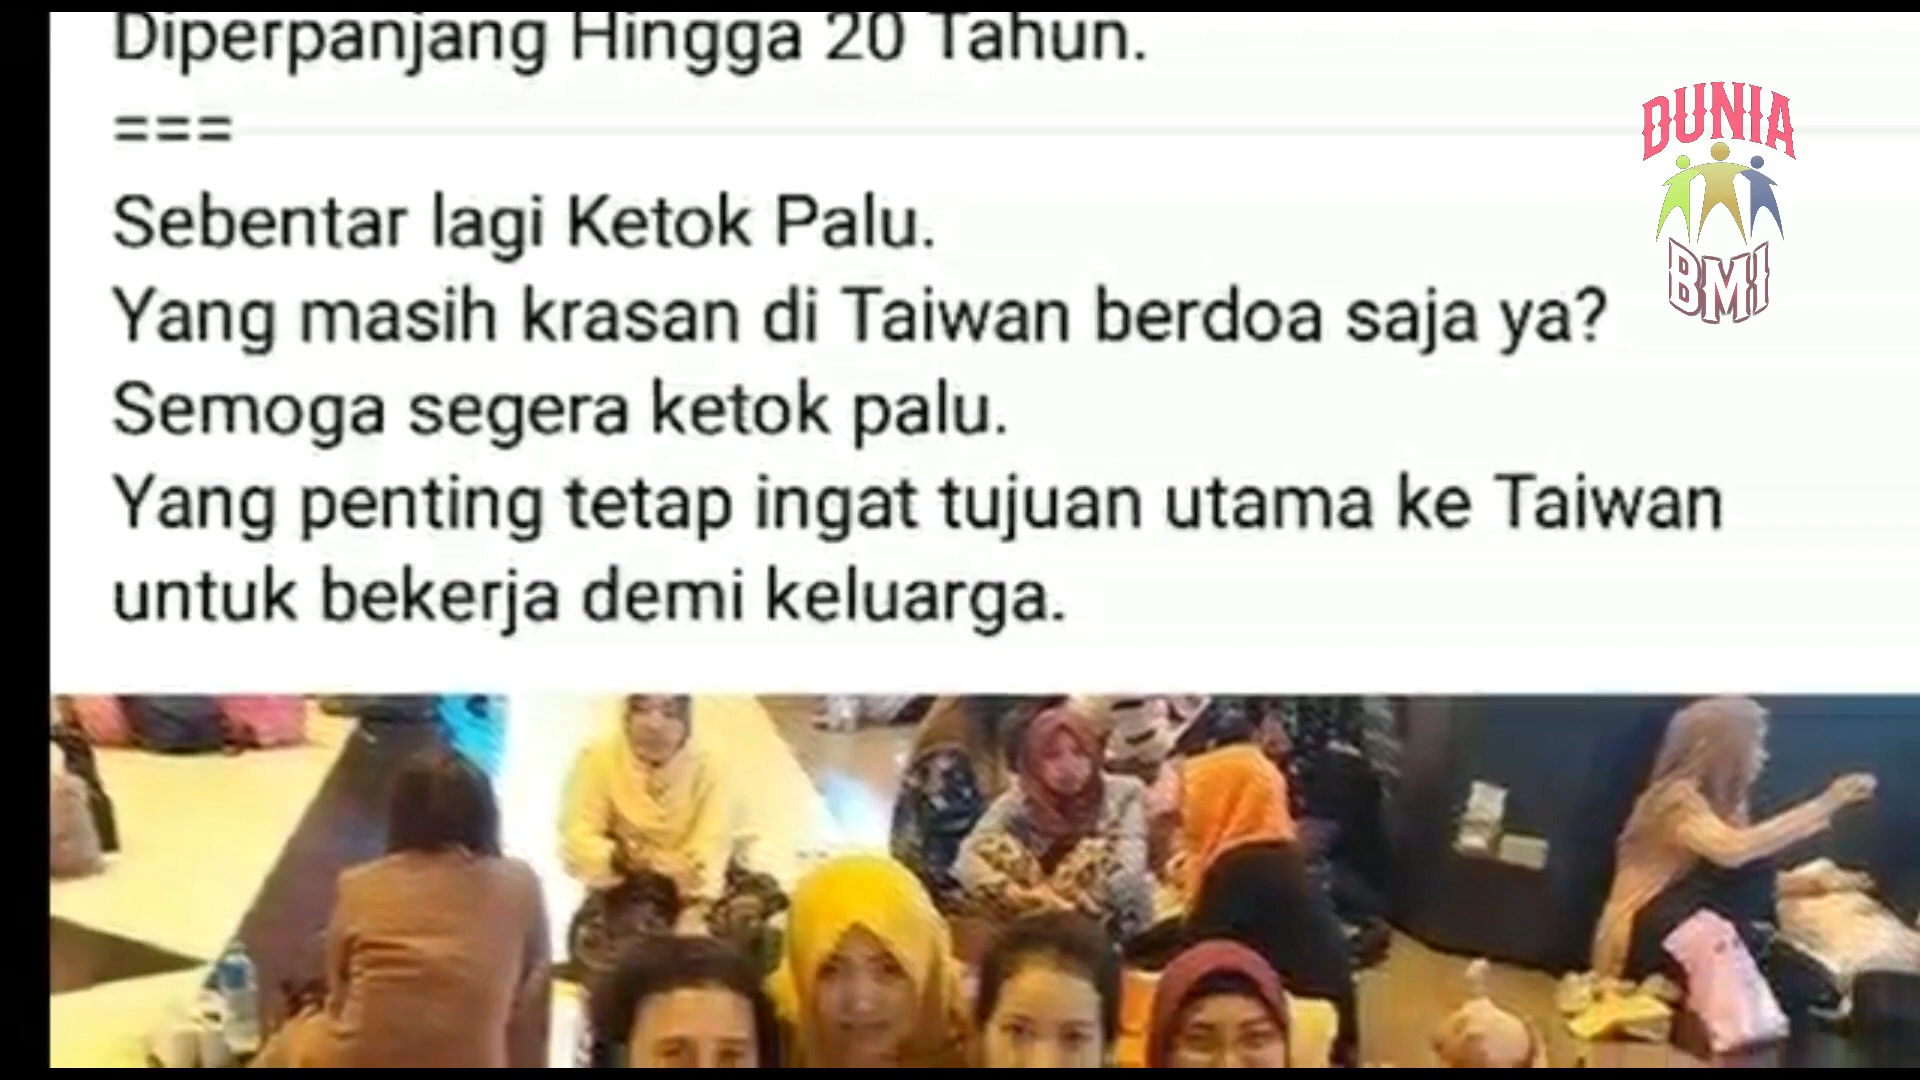 Diperpanjang Hingga 20 Tahun.
===
Sebentar lagi Ketok Palu.
Yang masih krasan di Taiwan berdoa saja ya?
Semoga segera ketok palu.
Yang penting tetap ingat tujuan utama ke Taiwan
untuk bekerja demi keluarga.
DUNIA
BMI